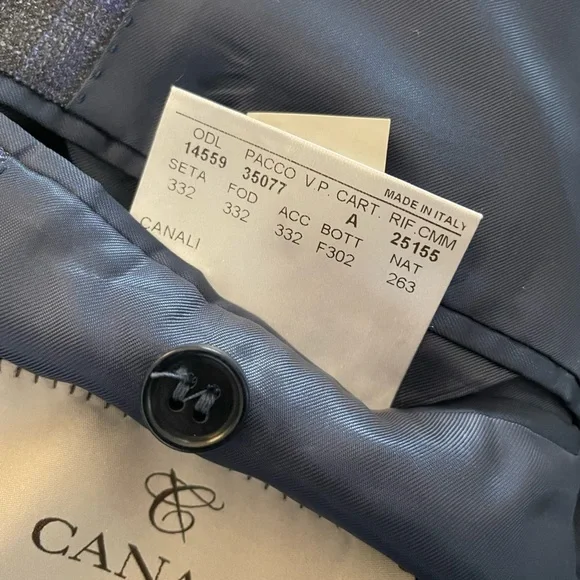 MADE IN ITALY
ODL PACCO V.P. CART. RIF.CMM
14559 35077 A 25155
SETA FOD ACC BOTT NAT
332 332 332 F302 263
CANALI
CANA